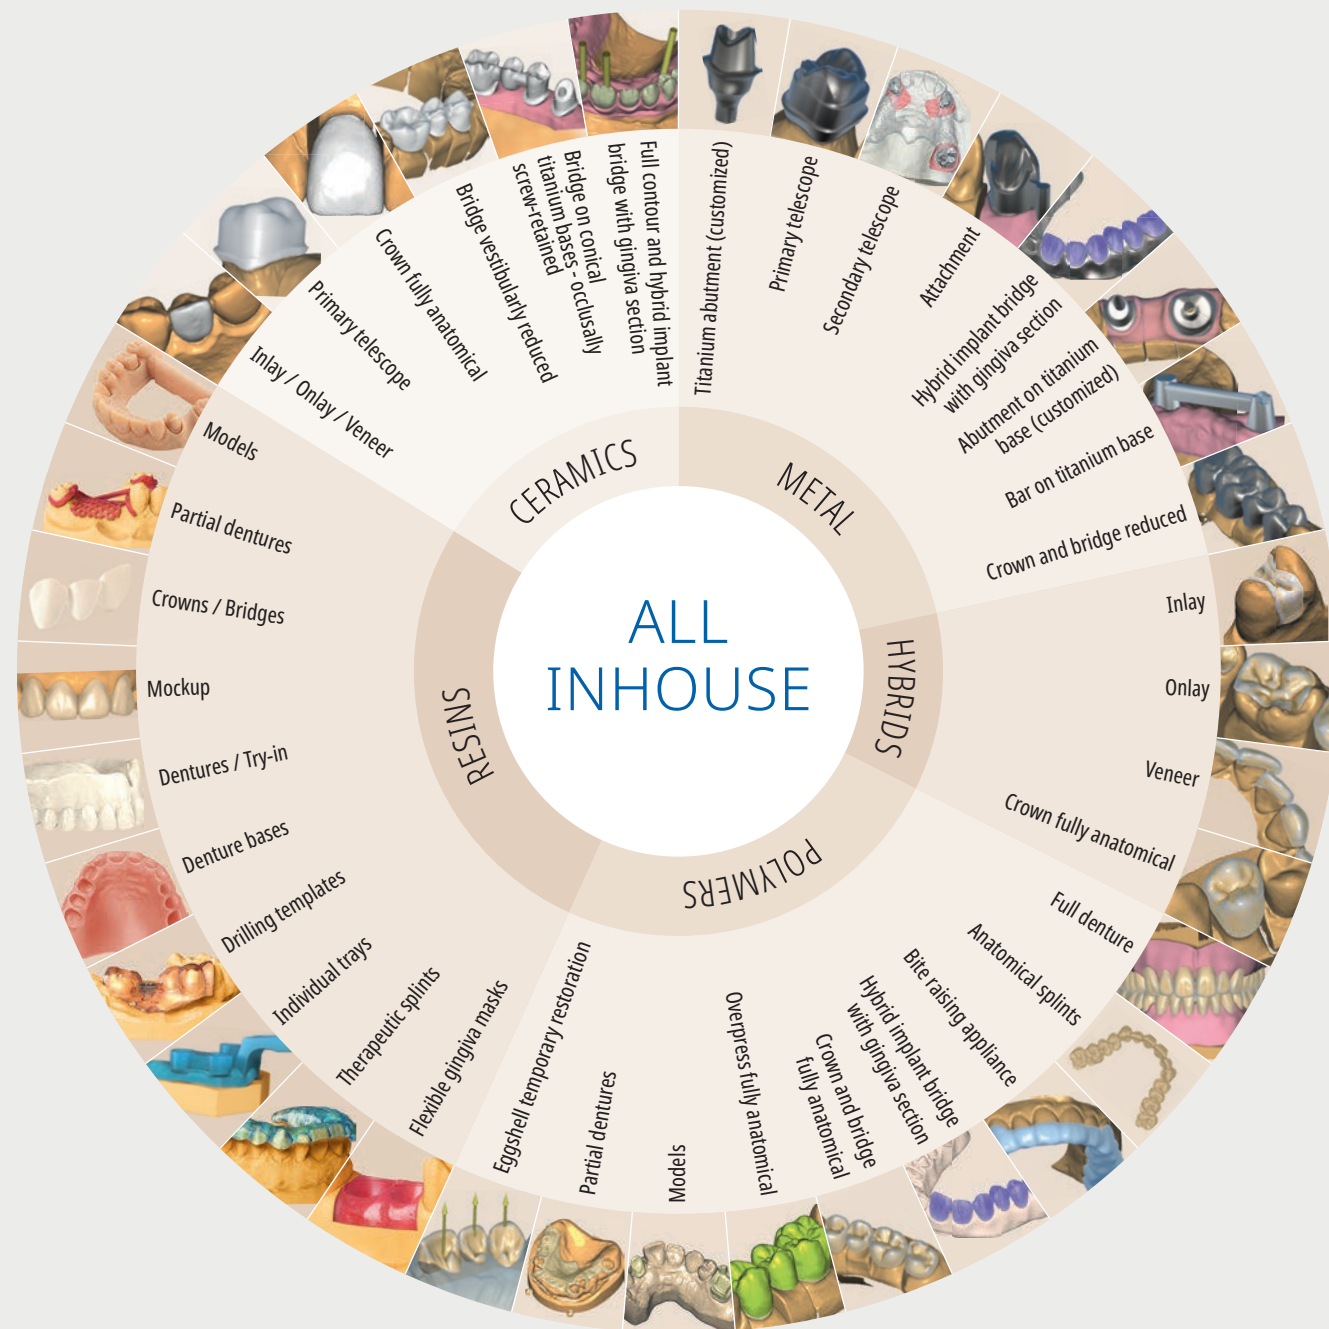 ALL
INHOUSE
METAL
Titanium abutment (customized)
Primary telescope
Secondary telescope
Attachment
Hybrid implant bridge
with gingiva section
Abutment on titanium
base (customized)
Bar on titanium base
Crown and bridge reduced
HYBRIDS
Inlay
Onlay
Veneer
Crown fully anatomical
POLYMERS
Full denture
Anatomical splints
Bite raising appliance
Hybrid implant bridge
with gingiva section
Crown and bridge
fully anatomical
Overpress fully anatomical
Models
Partial dentures
Eggshell temporary restoration
RESINS
Flexible gingiva masks
Therapeutic splints
Individual trays
Drilling templates
Denture bases
Dentures / Try-in
Mockup
Crowns / Bridges
Partial dentures
Models
CERAMICS
Inlay / Onlay / Veneer
Primary telescope
Crown fully anatomical
Bridge vestibularly reduced
Bridge on conical
titanium bases - occlusally
screw-retained
Full contour and hybrid implant
bridge with gingiva section